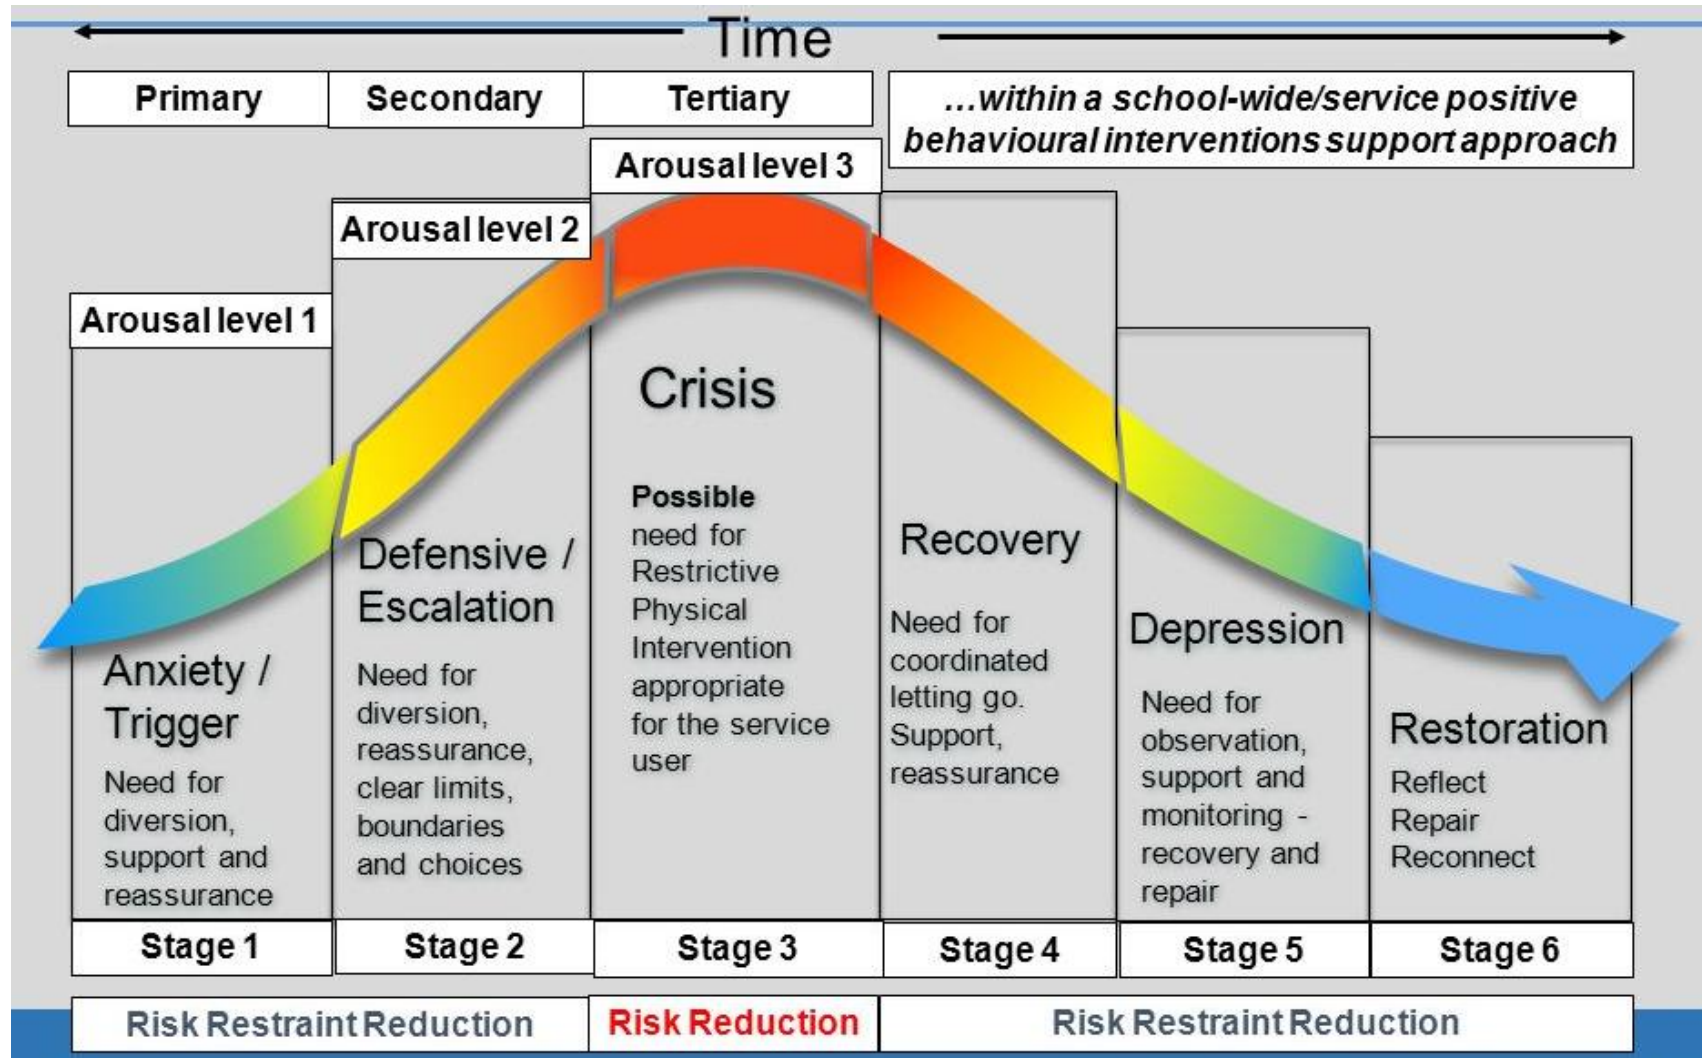 Time
Primary
Secondary
Tertiary
...within a school-wide/service positive
behavioural interventions support approach
Arousal level 1
Arousal level 2
Arousal level 3
Anxiety /
Trigger
Need for
diversion,
support and
reassurance
Defensive /
Escalation
Need for
diversion,
reassurance,
clear limits,
boundaries
and choices
Crisis
Possible
need for
Restrictive
Physical
Intervention
appropriate
for the service
user
Recovery
Need for
coordinated
letting go.
Support,
reassurance
Depression
Need for
observation,
support and
monitoring -
recovery and
repair
Restoration
Reflect
Repair
Reconnect
Stage 1
Stage 2
Stage 3
Stage 4
Stage 5
Stage 6
Risk Restraint Reduction
Risk Reduction
Risk Restraint Reduction